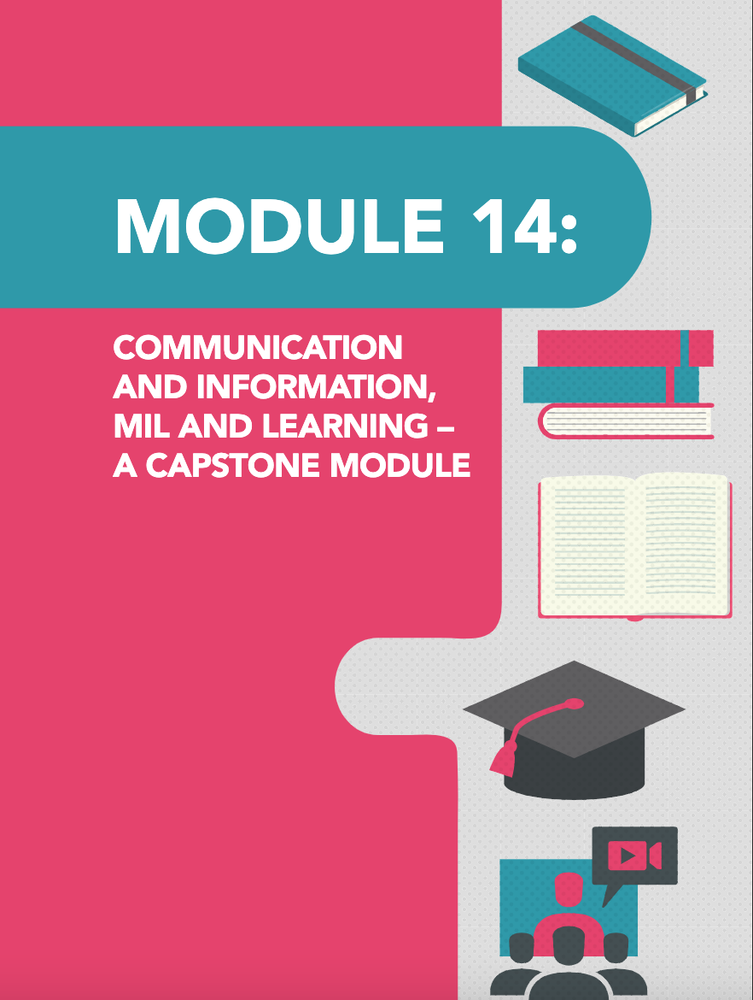 MODULE 14:
COMMUNICATION
AND INFORMATION,
MIL AND LEARNING –
A CAPSTONE MODULE